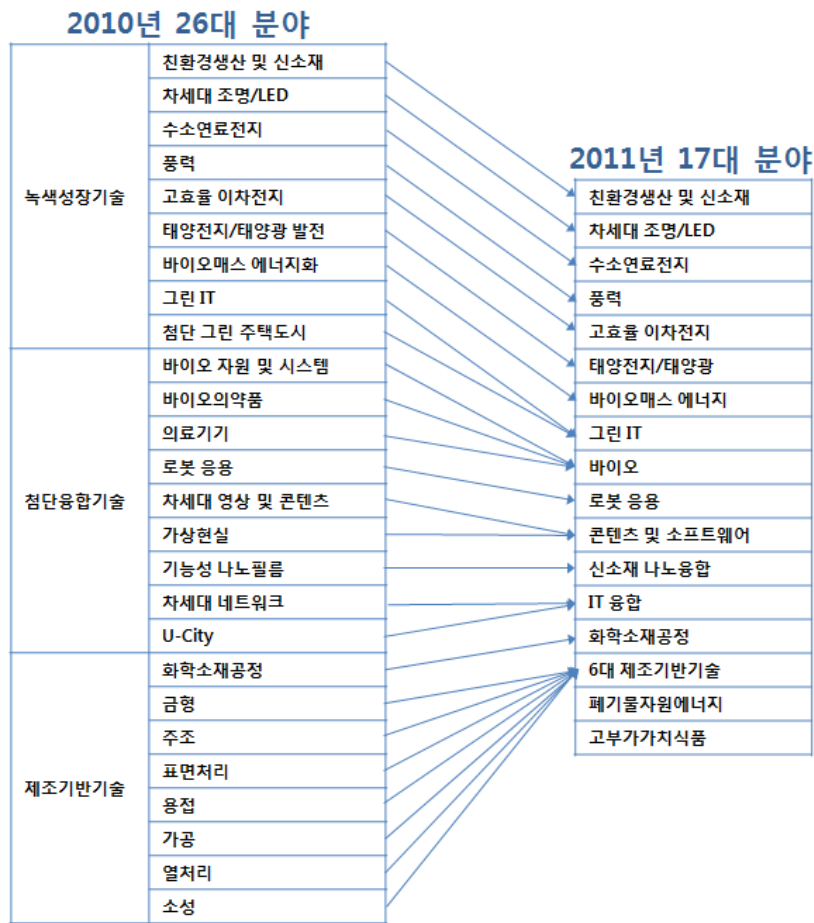 2010년 26대 분야
녹색성장기술
친환경생산 및 신소재
차세대 조명/LED
수소연료전지
풍력
고효율 이차전지
태양전지/태양광 발전
바이오매스 에너지화
그린 IT
첨단 그린 주택도시
첨단융합기술
바이오 자원 및 시스템
바이오의약품
의료기기
로봇 응용
차세대 영상 및 콘텐츠
가상현실
기능성 나노필름
차세대 네트워크
U-City
제조기반기술
화학소재공정
금형
주조
표면처리
용접
가공
열처리
소성
2011년 17대 분야
친환경생산 및 신소재
차세대 조명/LED
수소연료전지
풍력
고효율 이차전지
태양전지/태양광
바이오매스 에너지
그린 IT
바이오
로봇 응용
콘텐츠 및 소프트웨어
신소재 나노융합
IT 융합
화학소재공정
6대 제조기반기술
폐기물자원에너지
고부가가치식품